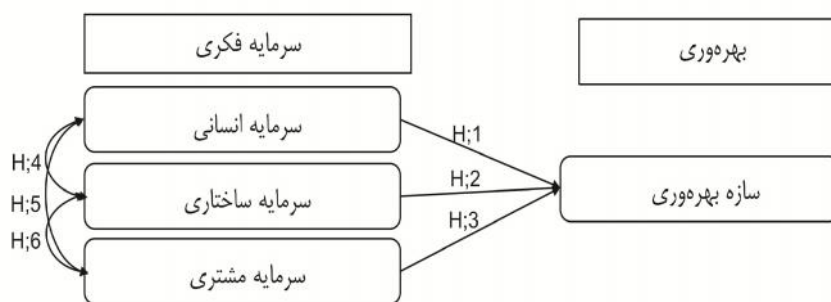 سرمایه فکری
بهره‌وری
سرمایه انسانی
H;1
H;4
سرمایه ساختاری
H;2
سازه بهره‌وری
H;5
H;3
H;6
سرمایه مشتری